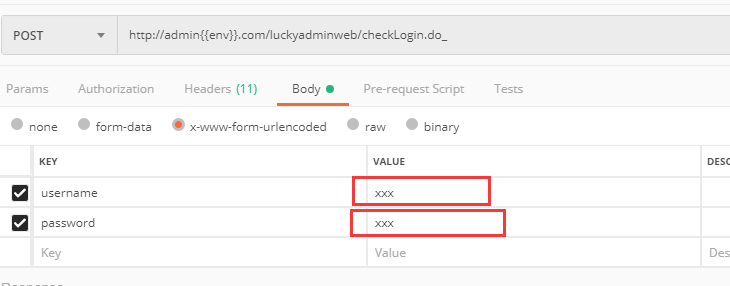 POST http://admin{{env}}.com/luckyadminweb/checkLogin.do_
Params Authorization Headers (11) Body Pre-request Script Tests
none form-data x-www-form-urlencoded raw binary
KEY VALUE DESC
username xxx
password xxx
Key Value Des